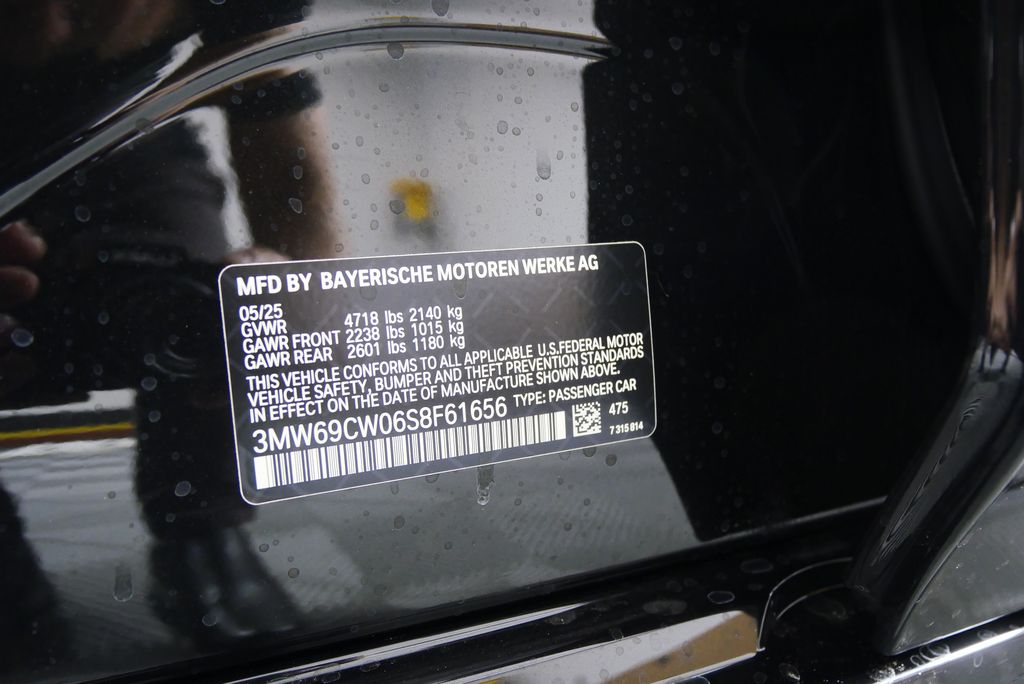 MFD BY BAYERISCHE MOTOREN WERKE AG
05/25
GVWR 4718 lbs 2140 kg
GAWR FRONT 2238 lbs 1015 kg
GAWR REAR 2601 lbs 1180 kg
THIS VEHICLE CONFORMS TO ALL APPLICABLE U.S.FEDERAL MOTOR
VEHICLE SAFETY, BUMPER AND THEFT PREVENTION STANDARDS
IN EFFECT ON THE DATE OF MANUFACTURE SHOWN ABOVE.
3MW69CW06S8F61656 TYPE: PASSENGER CAR
475
7 315 814